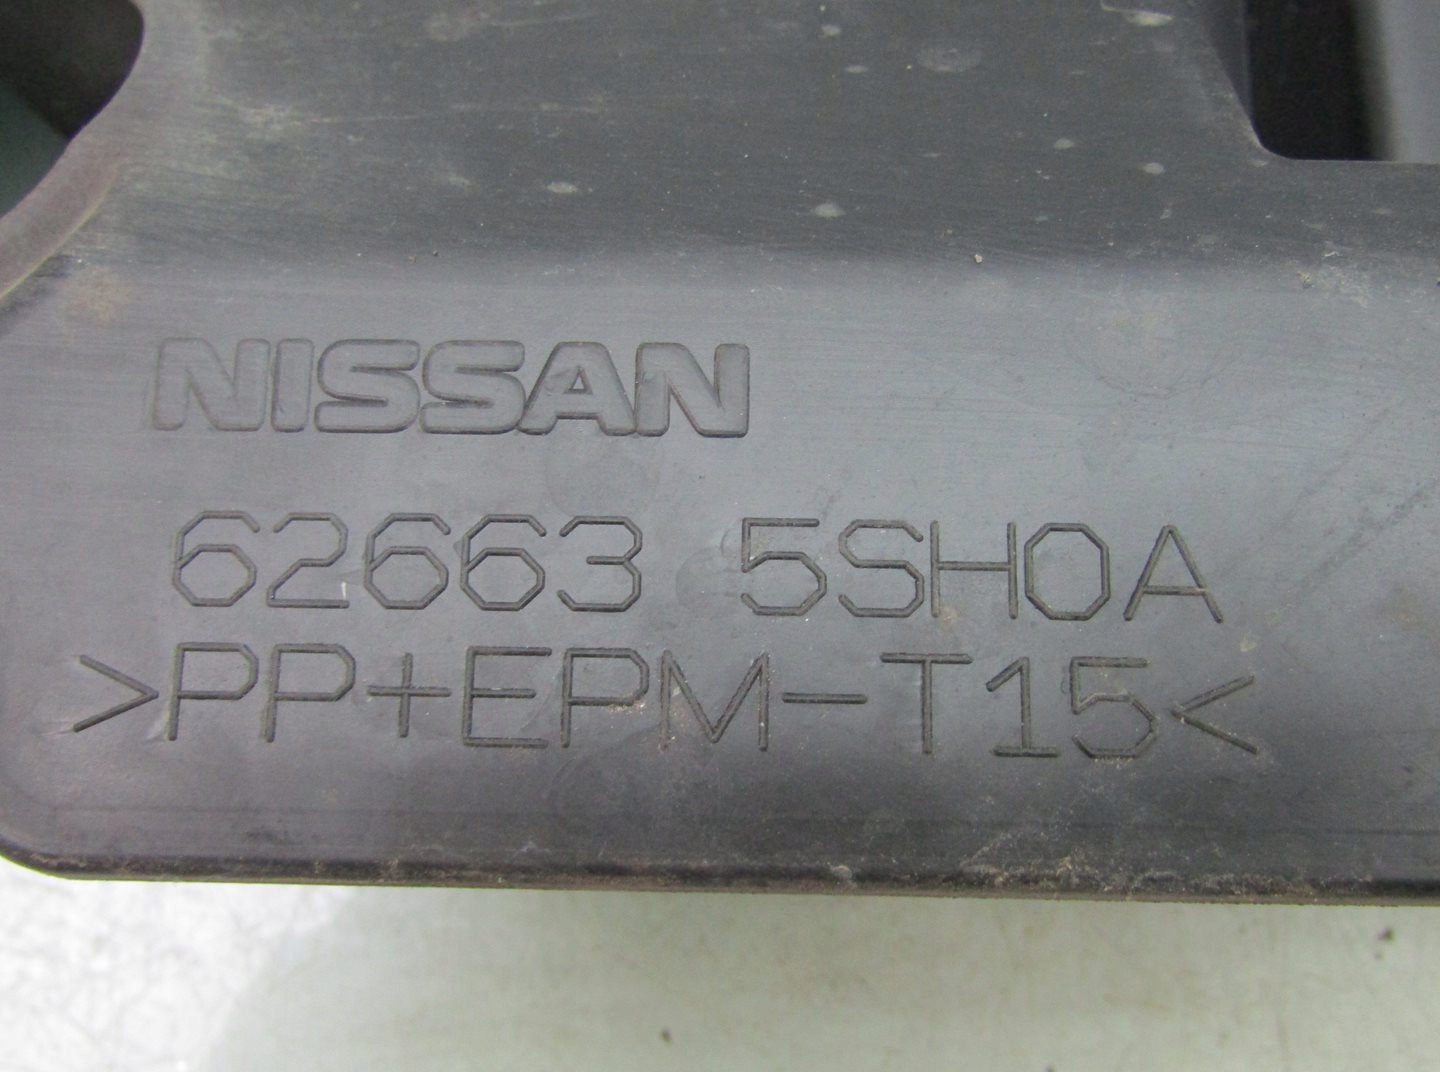 NISSAN
62663 5SH0A
>PP+EPM-T15<